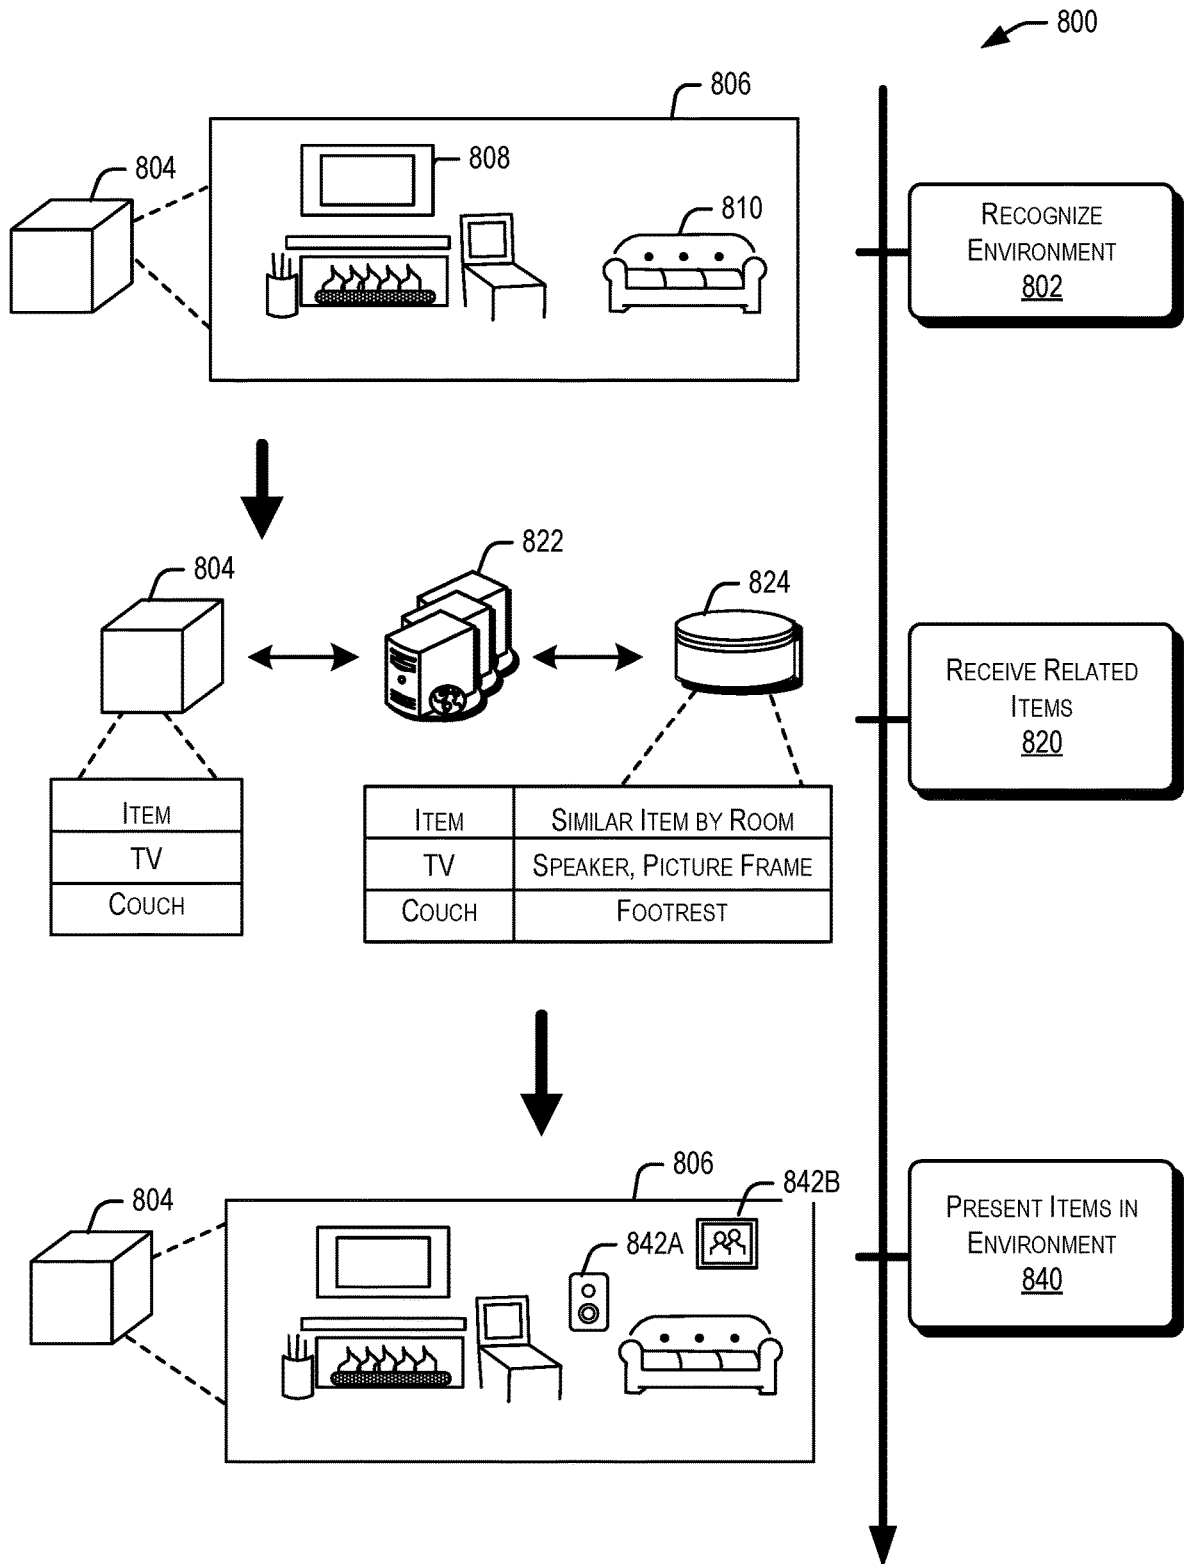 800
806
804
808
810
RECOGNIZE
ENVIRONMENT
802
804
822
824
RECEIVE RELATED
ITEMS
820
ITEM
TV
COUCH
ITEM SIMILAR ITEM BY ROOM
TV SPEAKER, PICTURE FRAME
COUCH FOOTREST
804
806
842B
842A
PRESENT ITEMS IN
ENVIRONMENT
840